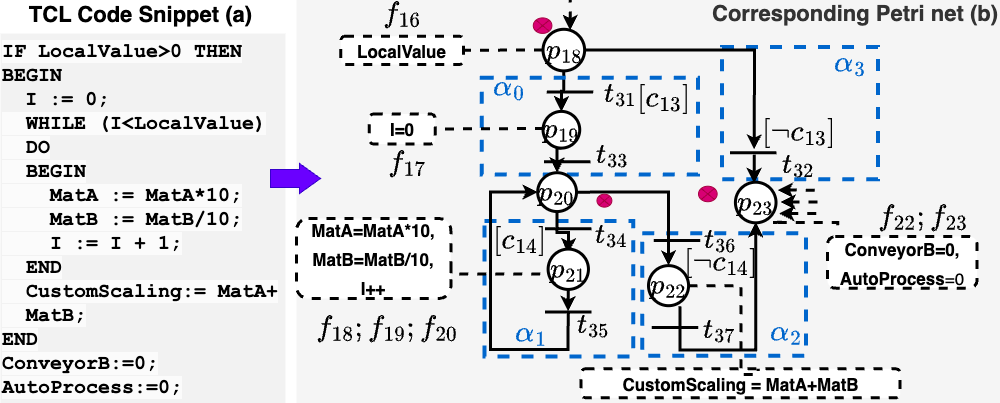 TCL Code Snippet (a)
IF LocalValue>0 THEN
BEGIN
I := 0;
WHILE (I<LocalValue)
DO
BEGIN
MatA := MatA*10;
MatB := MatB/10;
I := I + 1;
END
CustomScaling:= MatA+
MatB;
END
ConveyorB:=0;
AutoProcess:=0;
Corresponding Petri net (b)
f16
p18
LocalValue
α3
α0
t31[c13]
I=0
p19
[¬c13]
f17
t33
t32
p20
p23
f22; f23
MatA=MatA*10,
MatB=MatB/10,
I++
[c14]
t34
t36
[¬c14]
ConveyorB=0,
AutoProcess=0
p21
p22
f18; f19; f20
α1
t35
t37
α2
CustomScaling = MatA+MatB